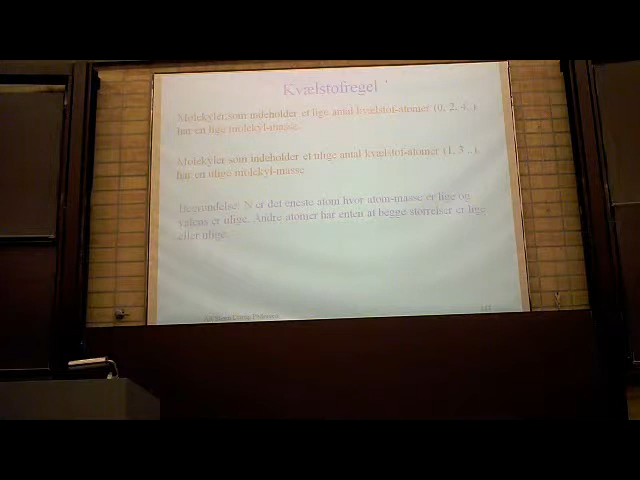 Kvælstofregel
Molekyler som indeholder et lige antal kvælstof-atomer (0, 2, 4..)
har en lige molekyl-masse.
Molekyler som indeholder et ulige antal kvælstof-atomer (1, 3 ..),
har en ulige molekyl-masse
Begrundelse: N er det eneste atom hvor atom-masse er lige og
valens er ulige. Andre atomer har enten at begge størrelser er lige
eller ulige.
Pedersen